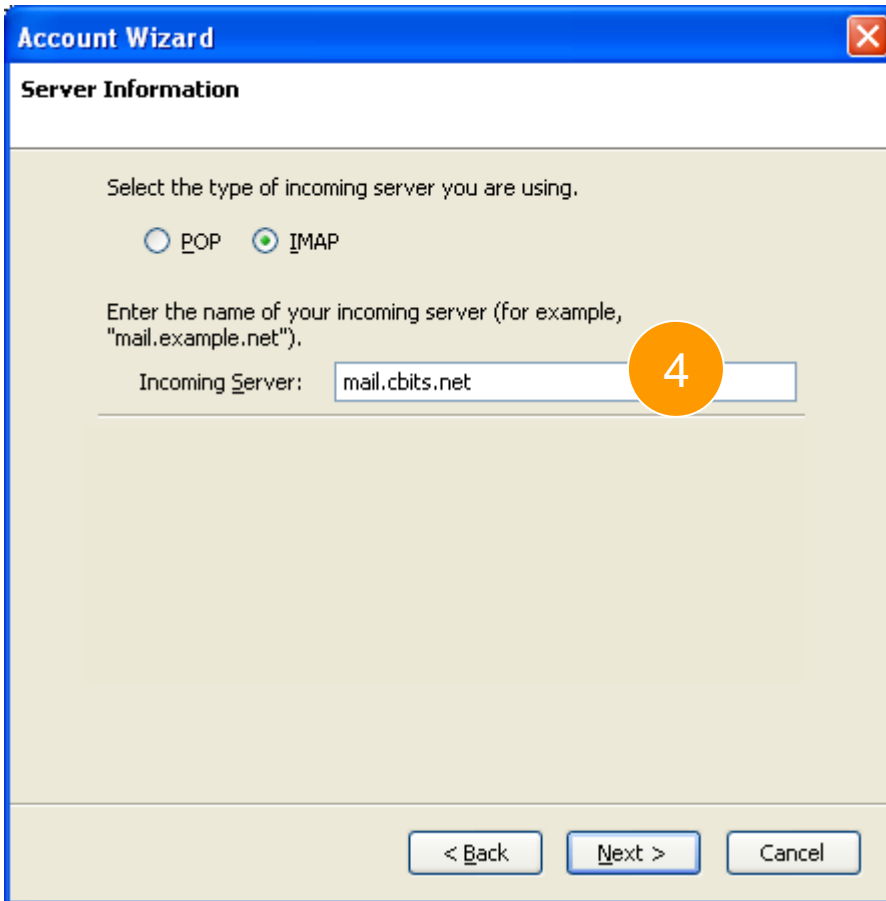 Account Wizard
Server Information
Select the type of incoming server you are using.
POP IMAP
Enter the name of your incoming server (for example,
"mail.example.net").
Incoming Server: mail.cbits.net 4
< Back Next > Cancel